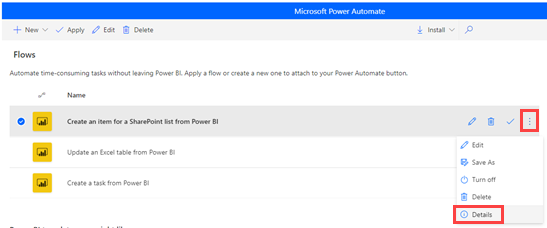 Microsoft Power Automate
New Apply Edit Delete Install
Flows
Automate time-consuming tasks without leaving Power BI. Apply a flow or create a new one to attach to your Power Automate button.
Name
Create an item for a SharePoint list from Power BI
Update an Excel table from Power BI
Create a task from Power BI
Edit
Save As
Turn off
Delete
Details